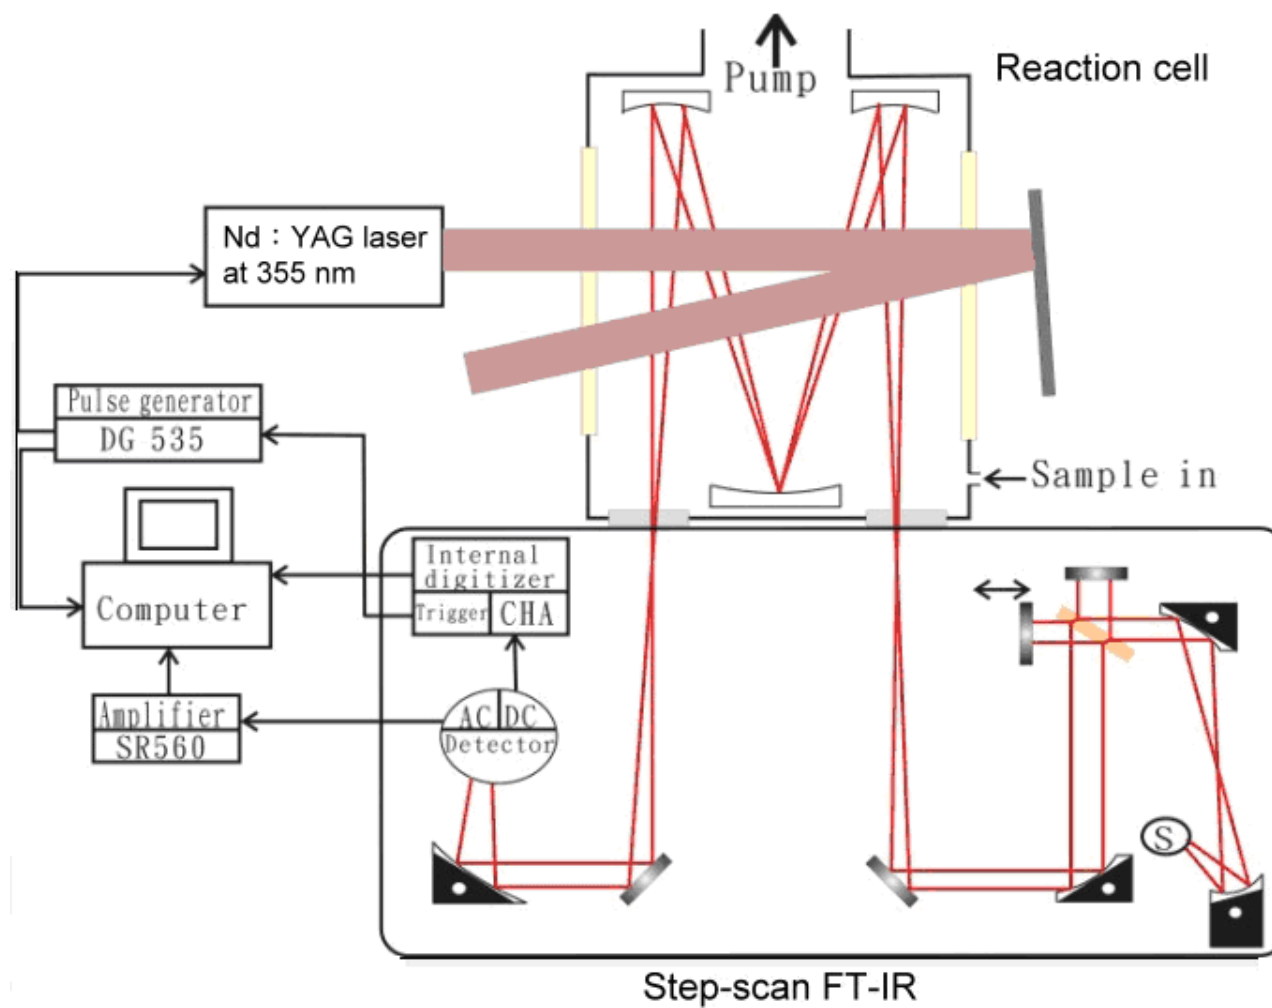 Pump
Reaction cell
Nd：YAG laser
at 355 nm
Pulse generator
DG 535
Sample in
Internal
digitizer
Trigger
CHA
Computer
Amplifier
SR560
AC
DC
Detector
S
Step-scan FT-IR